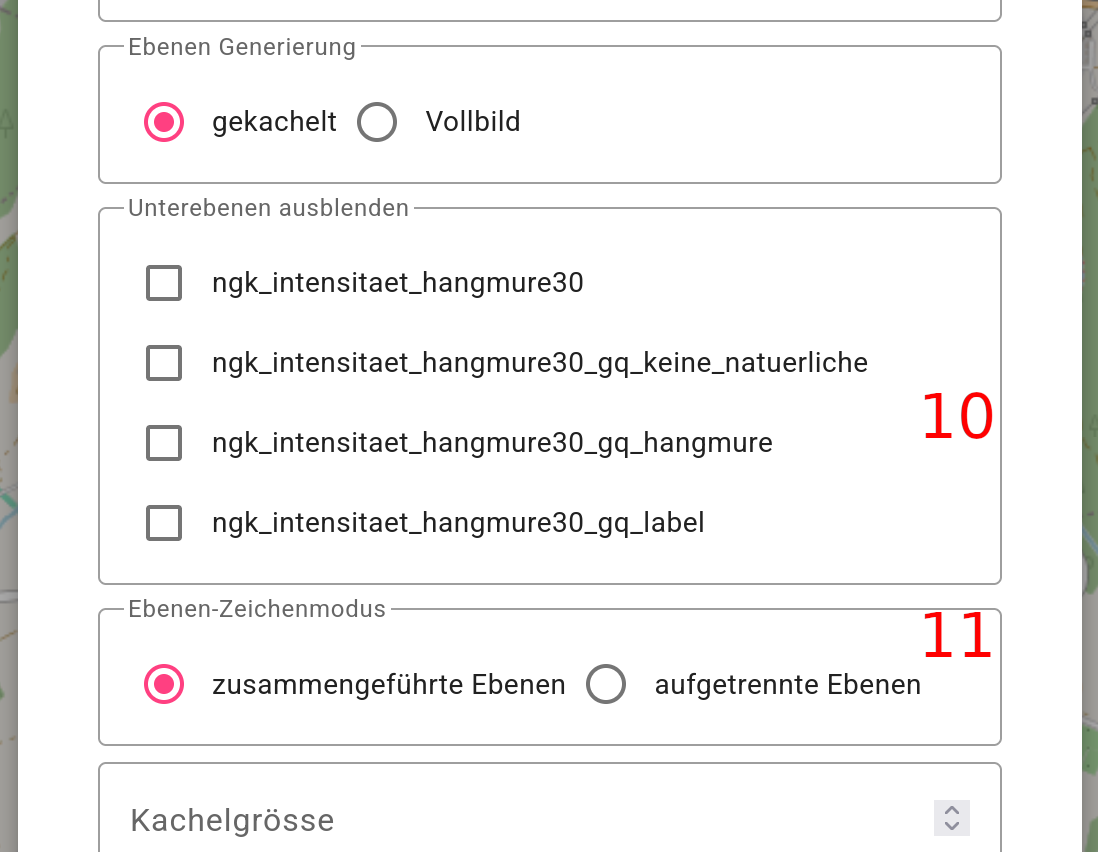 Ebenen Generierung
gekachelt Vollbild
Unterebenen ausblenden
ngk_intensitaet_hangmure30
ngk_intensitaet_hangmure30_gq_keine_natuerliche
10
ngk_intensitaet_hangmure30_gq_hangmure
ngk_intensitaet_hangmure30_gq_label
Ebenen-Zeichenmodus
11
zusammengeführte Ebenen aufgetrennte Ebenen
Kachelgrösse